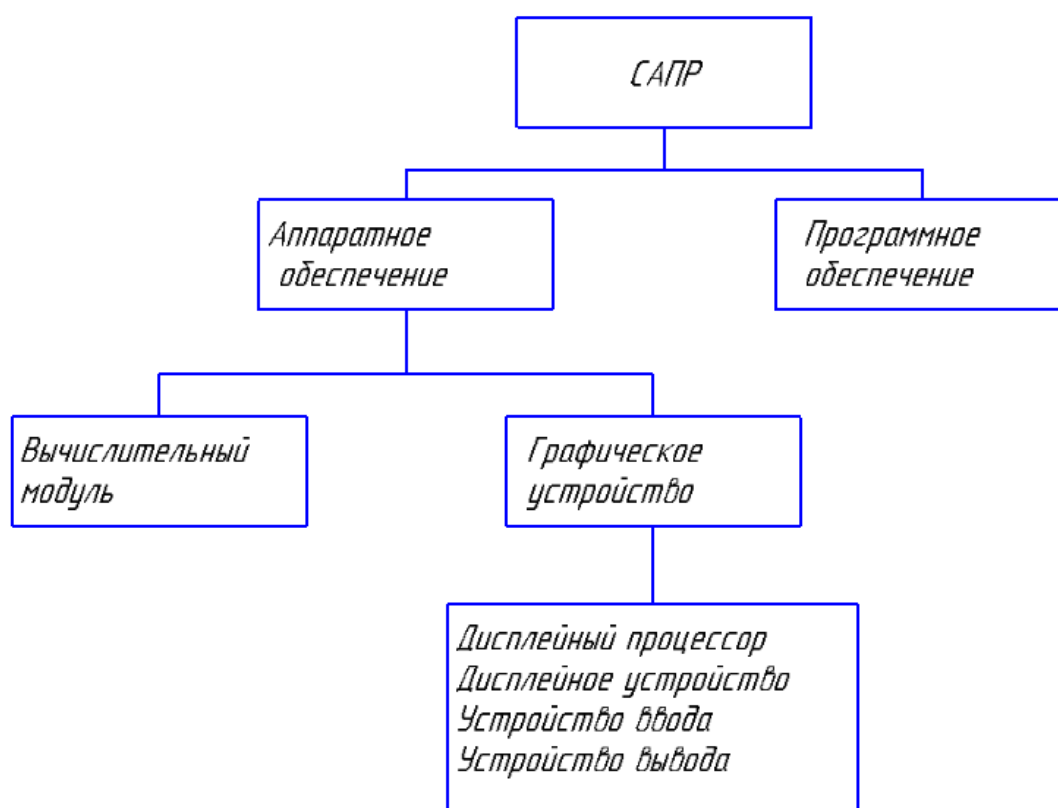 САПР
Аппаратное
обеспечение
Программное
обеспечение
Вычислительный
модуль
Графическое
устройство
Дисплейный процессор
Дисплейное устройство
Устройство ввода
Устройство вывода